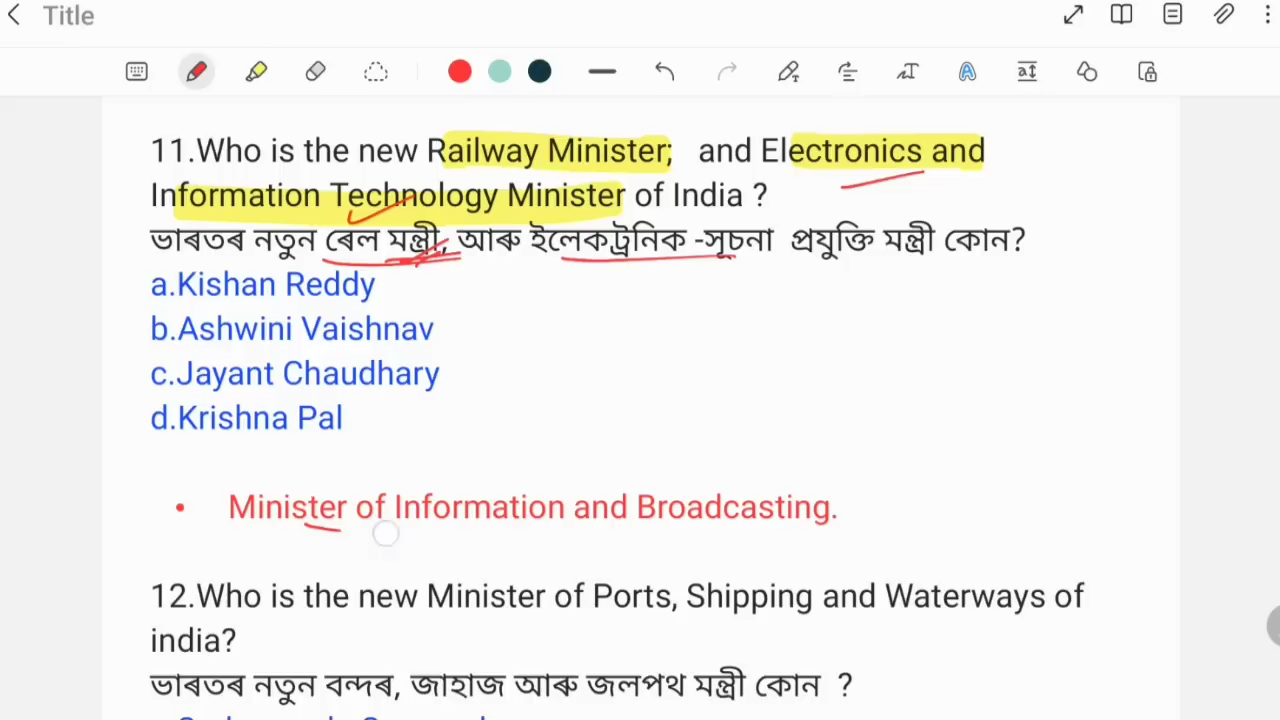 Title
11.Who is the new Railway Minister; and Electronics and
Information Technology Minister of India ?
ভাৰতৰ নতুন ৰেল মন্ত্ৰী, আৰু ইলেকট্ৰনিক -সূচনা প্ৰযুক্তি মন্ত্ৰী কোন?
a.Kishan Reddy
b.Ashwini Vaishnav
c.Jayant Chaudhary
d.Krishna Pal
• Minister of Information and Broadcasting.
12.Who is the new Minister of Ports, Shipping and Waterways of
india?
ভাৰতৰ নতুন বন্দৰ, জাহাজ আৰু জলপথ মন্ত্ৰী কোন ?